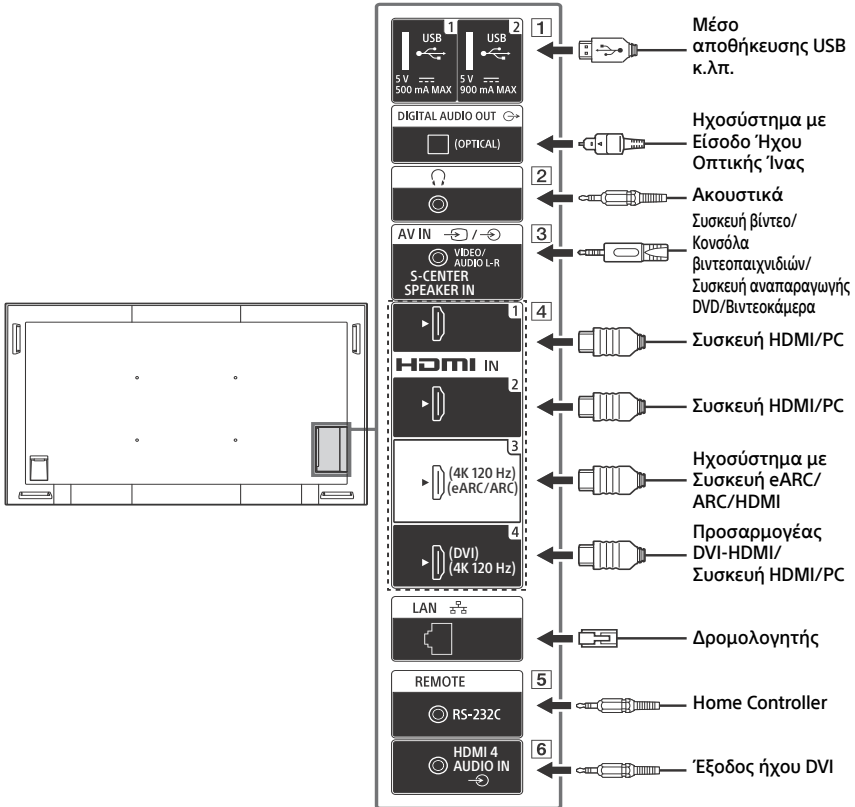 1 2 1
USB USB
5 V 5 V
500 mA MAX 900 mA MAX
Μέσο
αποθήκευσης USB
κ.λπ.
DIGITAL AUDIO OUT
(OPTICAL)
Ηχοσύστημα με
Είσοδο Ήχου
Οπτικής Ίνας
2
Ακουστικά
AV IN / 3
VIDEO/
AUDIO L-R
S-CENTER
SPEAKER IN
Συσκευή βίντεο/
Κονσόλα
βιντεοπαιχνιδιών/
Συσκευή αναπαραγωγής
DVD/Βιντεοκάμερα
1 4
Συσκευή HDMI/PC
HDMI IN
2
Συσκευή HDMI/PC
3
(4K 120 Hz)
(eARC/ARC)
Ηχοσύστημα με
Συσκευή eARC/
ARC/HDMI
4
(DVI)
(4K 120 Hz)
Προσαρμογέας
DVI-HDMI/
Συσκευή HDMI/PC
LAN
Δρομολογητής
REMOTE 5
RS-232C
Home Controller
6
HDMI 4
AUDIO IN
Έξοδος ήχου DVI